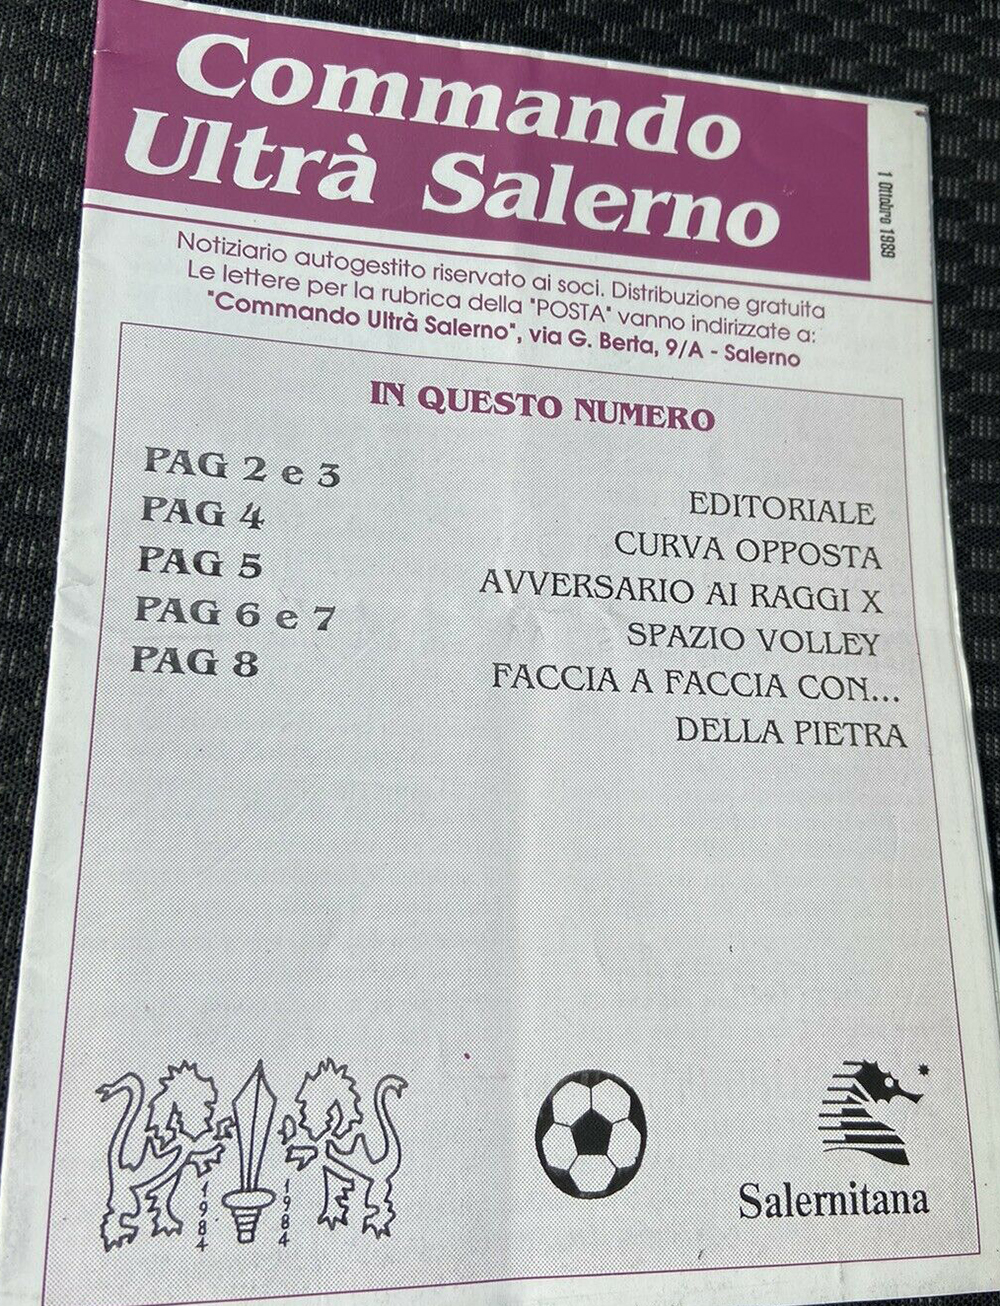 Commando
Ultrà Salerno
1 Ottobre 1989
Notiziario autogestito riservato ai soci. Distribuzione gratuita
Le lettere per la rubrica della "POSTA" vanno indirizzate a:
"Commando Ultrà Salerno", via G. Berta, 9/A - Salerno
IN QUESTO NUMERO
PAG 2 e 3
EDITORIALE
PAG 4
CURVA OPPOSTA
PAG 5
AVVERSARIO AI RAGGI X
PAG 6 e 7
SPAZIO VOLLEY
PAG 8
FACCIA A FACCIA CON...
DELLA PIETRA
1984
1984
Salernitana